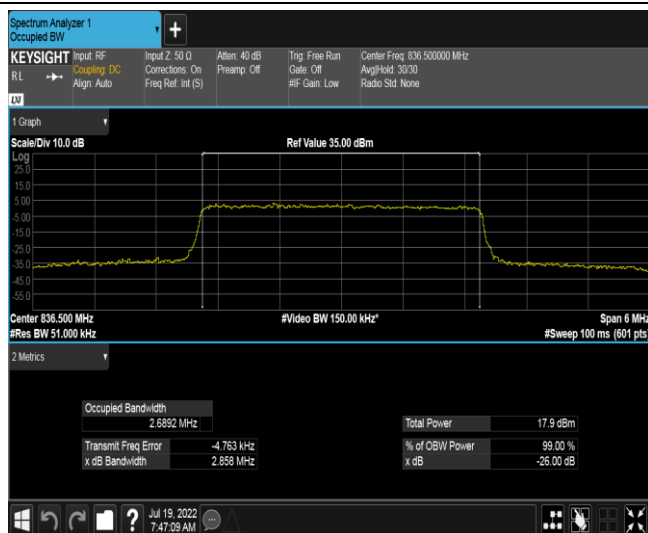 Spectrum Analyzer 1
Occupied BW
+
KEYSIGHT
RL
LXI
Input: RF
Coupling: DC
Align: Auto
Input Z: 50 Ω
Corrections: On
Freq Ref: Int (S)
Atten: 40 dB
Preamp: Off
Trig: Free Run
Gate: Off
#IF Gain: Low
Center Freq: 836.500000 MHz
Avg|Hold: 30/30
Radio Std: None
1 Graph
Scale/Div 10.0 dB
Ref Value 35.00 dBm
Log
25.0
15.0
5.00
-5.00
-15.0
-25.0
-35.0
-45.0
-55.0
Center 836.500 MHz
#Video BW 150.00 kHz*
Span 6 MHz
#Res BW 51.000 kHz
#Sweep 100 ms (601 pts)
2 Metrics
Occupied Bandwidth
2.6892 MHz
Total Power 17.9 dBm
Transmit Freq Error -4.763 kHz
% of OBW Power 99.00 %
x dB Bandwidth 2.858 MHz
x dB -26.00 dB
?
Jul 19, 2022
7:47:09 AM